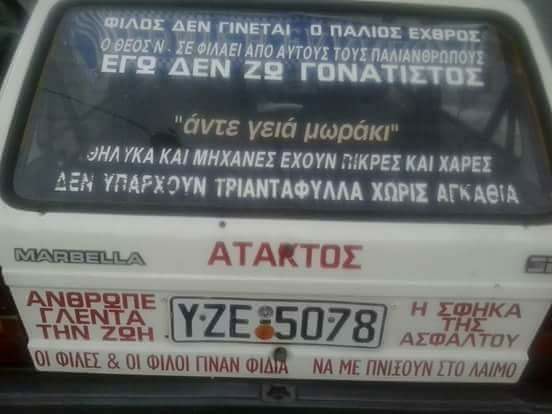 ΦΙΛΟΣ ΔΕΝ ΓΙΝΕΤΑΙ Ο ΠΑΛΙΟΣ ΕΧΘΡΟΣ
Ο ΘΕΟΣ Ν - ΣΕ ΦΙΛΑΕΙ ΑΠΟ ΑΥΤΟΥΣ ΤΟΥΣ ΠΑΛΙΑΝΘΡΩΠΟΥΣ
ΕΓΩ ΔΕΝ ΖΩ ΓΟΝΑΤΙΣΤΟΣ
"άντε γειά μωράκι"
ΘΗΛΥΚΑ ΚΑΙ ΜΗΧΑΝΕΣ ΕΧΟΥΝ ΠΙΚΡΕΣ ΚΑΙ ΧΑΡΕΣ
ΔΕΝ ΥΠΑΡΧΟΥΝ ΤΡΙΑΝΤΑΦΥΛΛΑ ΧΩΡΙΣ ΑΓΚΑΘΙΑ
MARBELLA ΑΤΑΚΤΟΣ
ΑΝΘΡΩΠΕ
ΓΛΕΝΤΑ
ΤΗΝ ΖΩΗ
ΥΖΕ 5078
Η ΣΦΗΚΑ
ΤΗΣ
ΑΣΦΑΛΤΟΥ
ΟΙ ΦΙΛΕΣ & ΟΙ ΦΙΛΟΙ ΓΙΝΑΝ ΦΙΔΙΑ ΝΑ ΜΕ ΠΝΙΞΟΥΝ ΣΤΟ ΛΑΙΜΟ